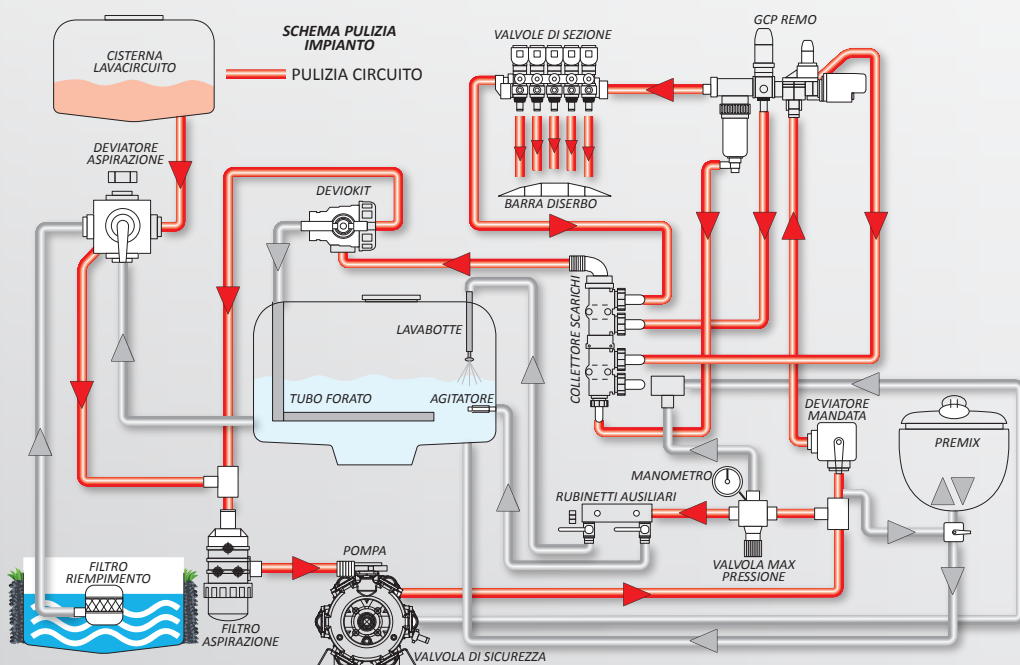 SCHEMA PULIZIA
IMPIANTO
PULIZIA CIRCUITO
CISTERNA
LAVACIRCUITO
VALVOLE DI SEZIONE
GCP REMO
DEVIATORE
ASPIRAZIONE
DEVIOKIT
BARRA DISERBO
LAVABOTTE
COLLETTORE SCARICHI
TUBO FORATO
AGITATORE
DEVIATORE
MANDATA
PREMIX
MANOMETRO
RUBINETTI AUSILIARI
VALVOLA MAX
PRESSIONE
FILTRO
RIEMPIMENTO
POMPA
FILTRO
ASPIRAZIONE
VALVOLA DI SICUREZZA